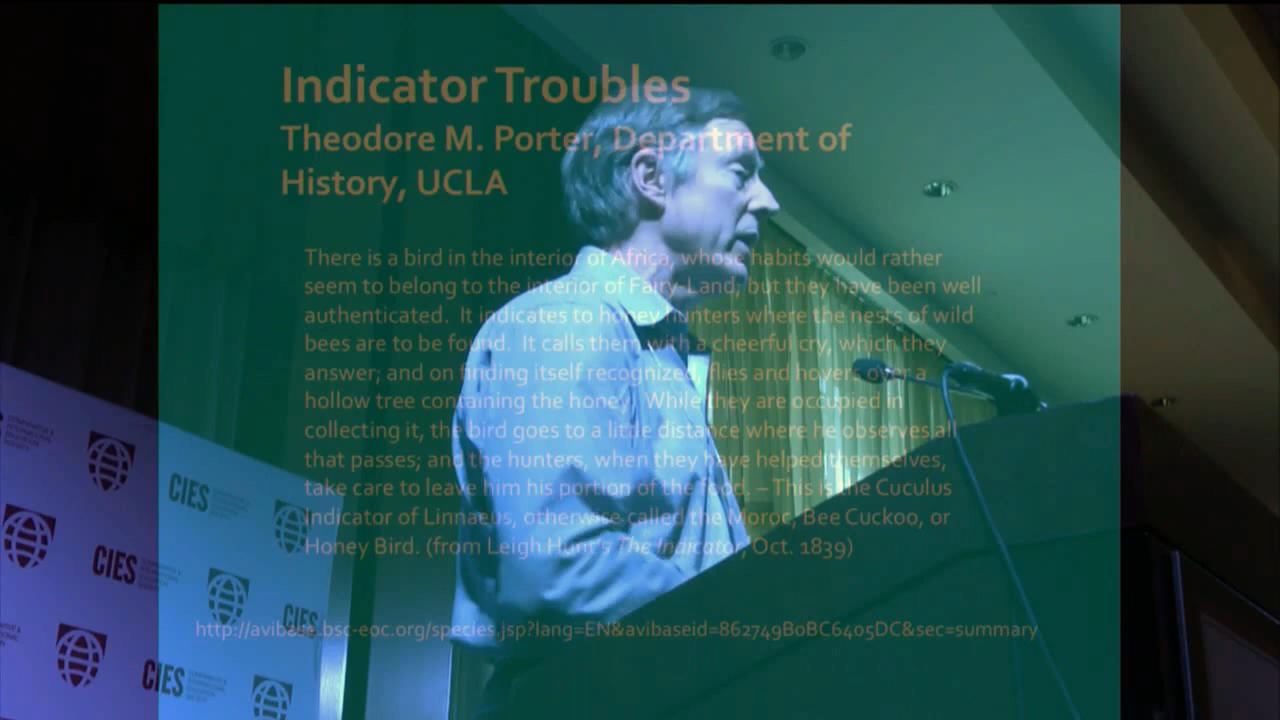 Indicator Troubles
Theodore M. Porter, Department of
History, UCLA
There is a bird in the interior of Africa, whose habits would rather
seem to belong to the interior of Fairy-Land, but they have been well
authenticated. It indicates to honey hunters where the nests of wild
bees are to be found. It calls them with a cheerful cry, which they
answer; and on finding itself recognized, flies and hovers over a
hollow tree containing the honey. While they are occupied in
collecting it, the bird goes to a little distance where he observes all
that passes; and the hunters, when they have helped themselves,
take care to leave him his portion of the food. – This is the Cuculus
Indicator of Linnaeus, otherwise called the Moroc, Bee Cuckoo, or
Honey Bird. (from Leigh Hunt's The Indicator, Oct. 1839)
http://avibase.bsc-eoc.org/species.jsp?lang=EN&avibaseid=862749B0BC6405DC&sec=summary
CIES
CIES
CIES
CIES